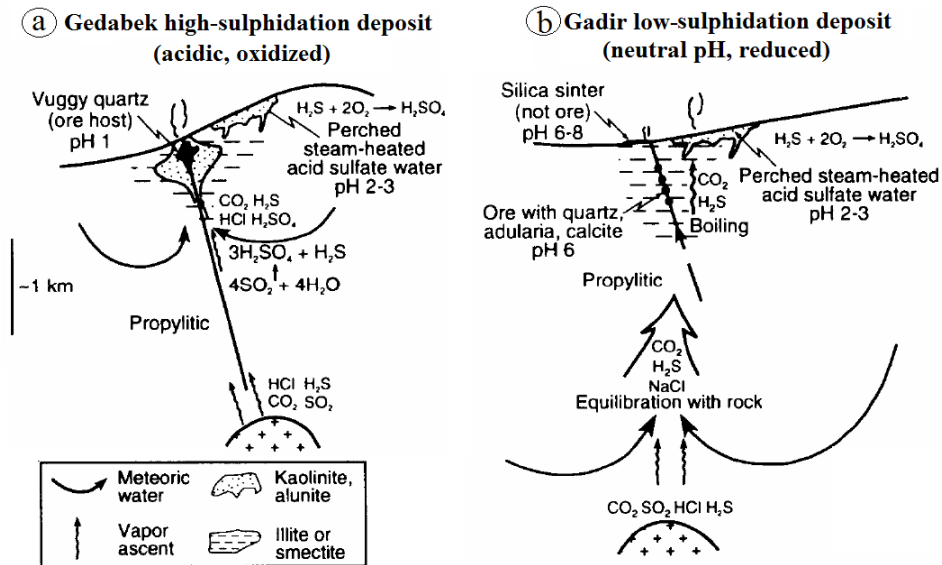 a Gedabek high-sulphidation deposit
(acidic, oxidized)
Vuggy quartz
(ore host)
pH 1
H₂S + 2O₂ → H₂SO₄
Perched
steam-heated
acid sulfate water
pH 2-3
CO₂ H₂S
HCl H₂SO₄
3H₂SO₄ + H₂S
4SO₂ + 4H₂O
~1 km
Propylitic
HCl H₂S
CO₂ SO₂
Meteoric
water
Kaolinite,
alunite
Vapor
ascent
Illite or
smectite
b Gadir low-sulphidation deposit
(neutral pH, reduced)
Silica sinter
(not ore)
pH 6-8
H₂S + 2O₂ → H₂SO₄
Perched steam-heated
acid sulfate water
pH 2-3
CO₂
H₂S
Boiling
Ore with quartz,
adularia, calcite
pH 6
Propylitic
CO₂
H₂S
NaCl
Equilibration with rock
CO₂ SO₂ HCl H₂S